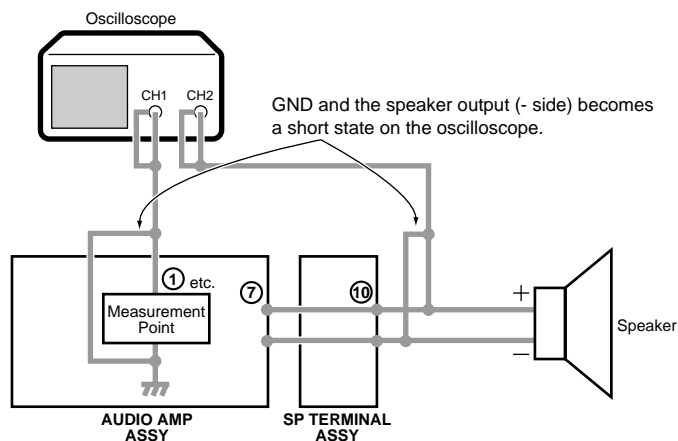 Oscilloscope
CH1
CH2
GND and the speaker output (- side) becomes
a short state on the oscilloscope.
① etc.
⑦
⑩
Measurement
Point
+
−
Speaker
AUDIO AMP
ASSY
SP TERMINAL
ASSY